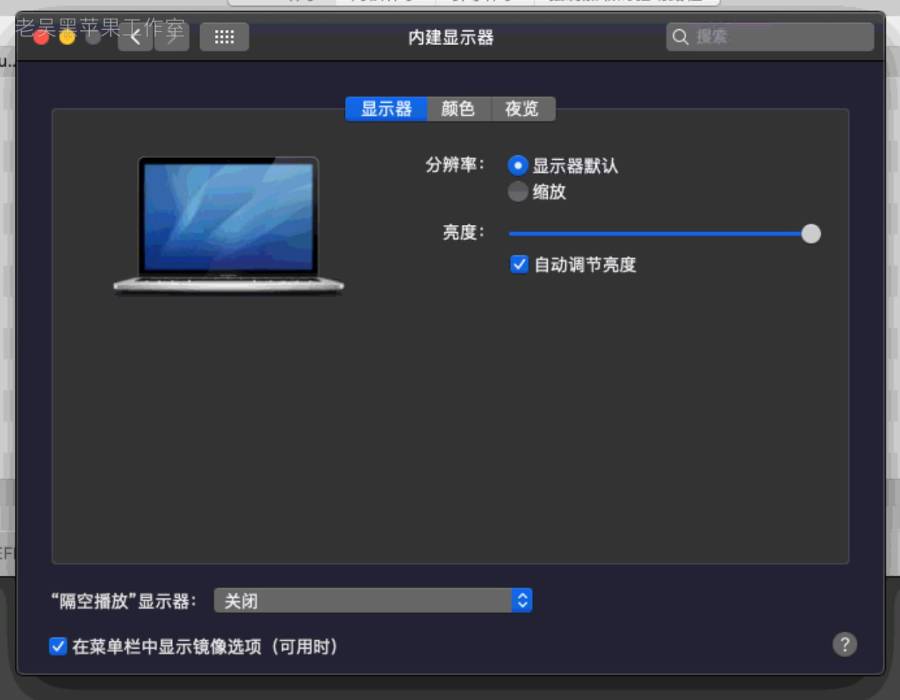 老吴黑苹果工作室
内建显示器
搜索
u..
显示器 颜色 夜览
分辨率： 显示器默认
缩放
亮度：
自动调节亮度
EFI
“隔空播放”显示器： 关闭
在菜单栏中显示镜像选项（可用时）
?